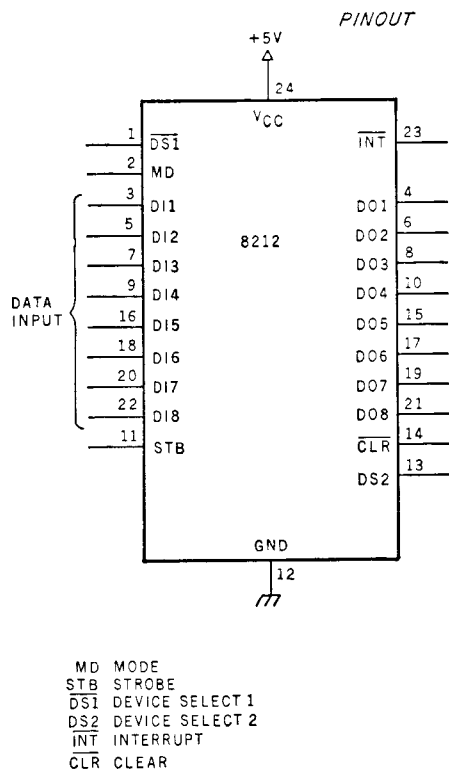 PINOUT
+5V
24
VCC
1 DS1
INT 23
2 MD
3 DI1
DO1 4
5 DI2
DO2 6
7 DI3
8212
DO3 8
9 DI4
DO4 10
DATA
INPUT
16 DI5
DO5 15
18 DI6
DO6 17
20 DI7
DO7 19
22 DI8
DO8 21
11 STB
CLR 14
DS2 13
GND
12
MD MODE
STB STROBE
DS1 DEVICE SELECT 1
DS2 DEVICE SELECT 2
INT INTERRUPT
CLR CLEAR